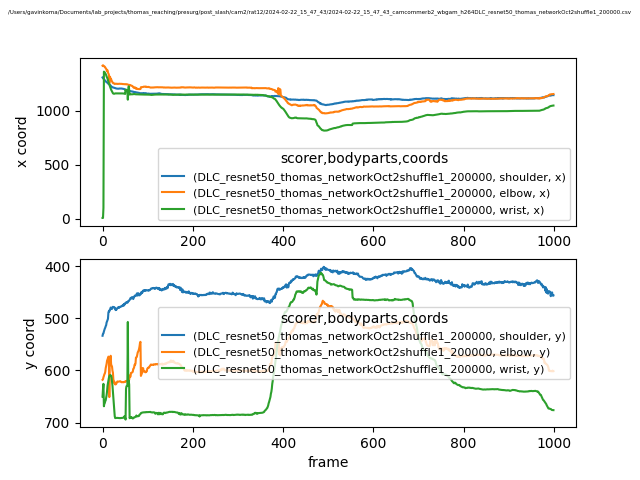 /Users/gavinkoma/Documents/lab_projects/thomas_reaching/presurg/post_slash/cam2/rat12/2024-02-22_15_47_43/2024-02-22_15_47_43_camcommerb2_wbgam_h264DLC_resnet50_thomas_networkOct2shuffle1_200000.csv
1000
500
0
x coord
scorer,bodyparts,coords
(DLC_resnet50_thomas_networkOct2shuffle1_200000, shoulder, x)
(DLC_resnet50_thomas_networkOct2shuffle1_200000, elbow, x)
(DLC_resnet50_thomas_networkOct2shuffle1_200000, wrist, x)
0 200 400 600 800 1000
400
500
600
700
y coord
scorer,bodyparts,coords
(DLC_resnet50_thomas_networkOct2shuffle1_200000, shoulder, y)
(DLC_resnet50_thomas_networkOct2shuffle1_200000, elbow, y)
(DLC_resnet50_thomas_networkOct2shuffle1_200000, wrist, y)
0 200 400 600 800 1000
frame